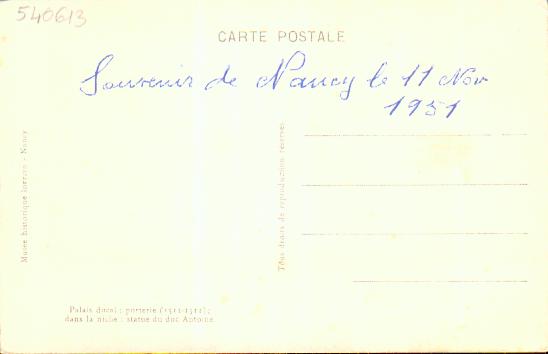 540613
CARTE POSTALE
Souvenir de Nancy le 11 Nov
1951
Musée historique lorrain - Nancy
Tous droits de reproduction réservés
Palais ducal : porterie (1511-1512) ;
dans la niche : statue du duc Antoine.